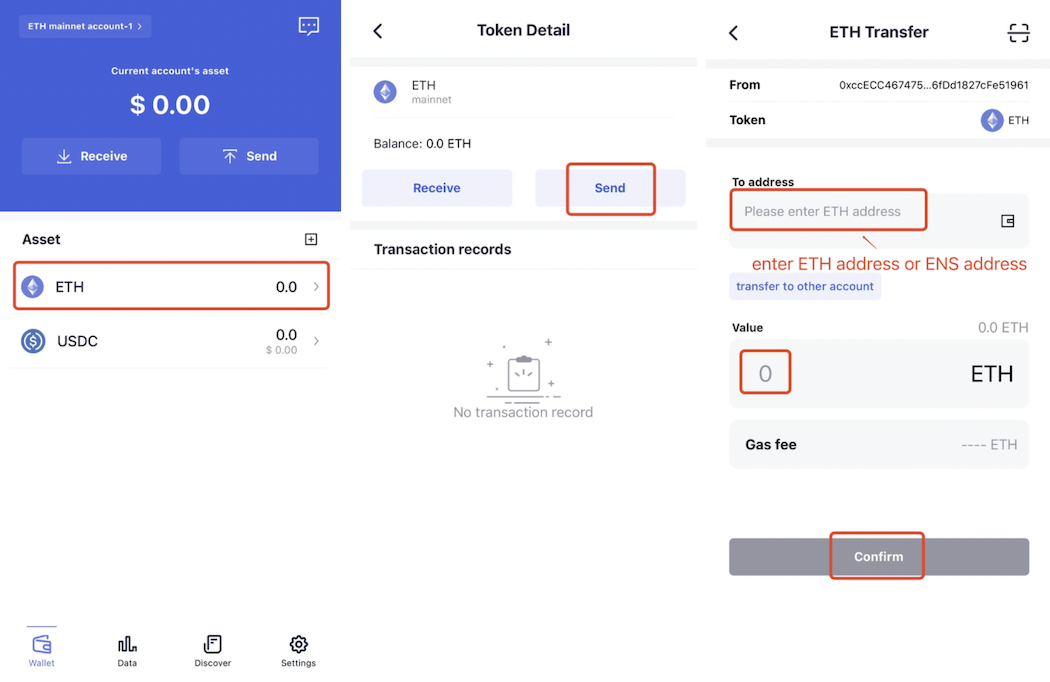 ETH mainnet account-1 >
Current account's asset
$ 0.00
Receive
Send
Asset
ETH
0.0
USDC
0.0
$ 0.00
Wallet
Data
Discover
Settings
Token Detail
ETH
mainnet
Balance: 0.0 ETH
Receive
Send
Transaction records
No transaction record
ETH Transfer
From
0xccECC467475...6fDd1827cFe51961
Token
ETH
To address
Please enter ETH address
enter ETH address or ENS address
transfer to other account
Value
0.0 ETH
0
ETH
Gas fee
---- ETH
Confirm